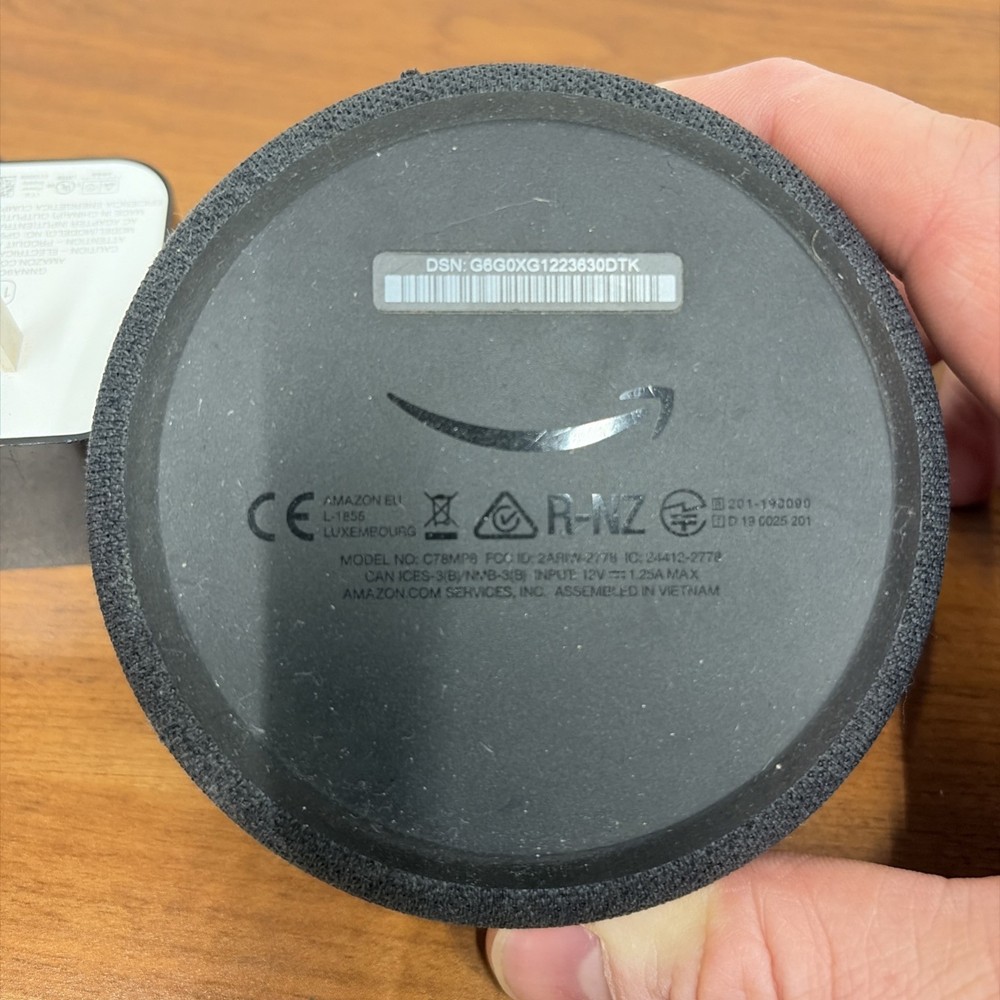 DSN: G6G0XG1223630DTK
CE
AMAZON EU
L-1855
LUXEMBOURG
R-NZ
R 201-190090
T D 19 0025 201
MODEL NO: C78MP8 FCC ID: 2ARIW-2778 IC: 24412-2778
CAN ICES-3(B)/NMB-3(B) INPUT: 12V 1.25A MAX
AMAZON.COM SERVICES, INC. ASSEMBLED IN VIETNAM